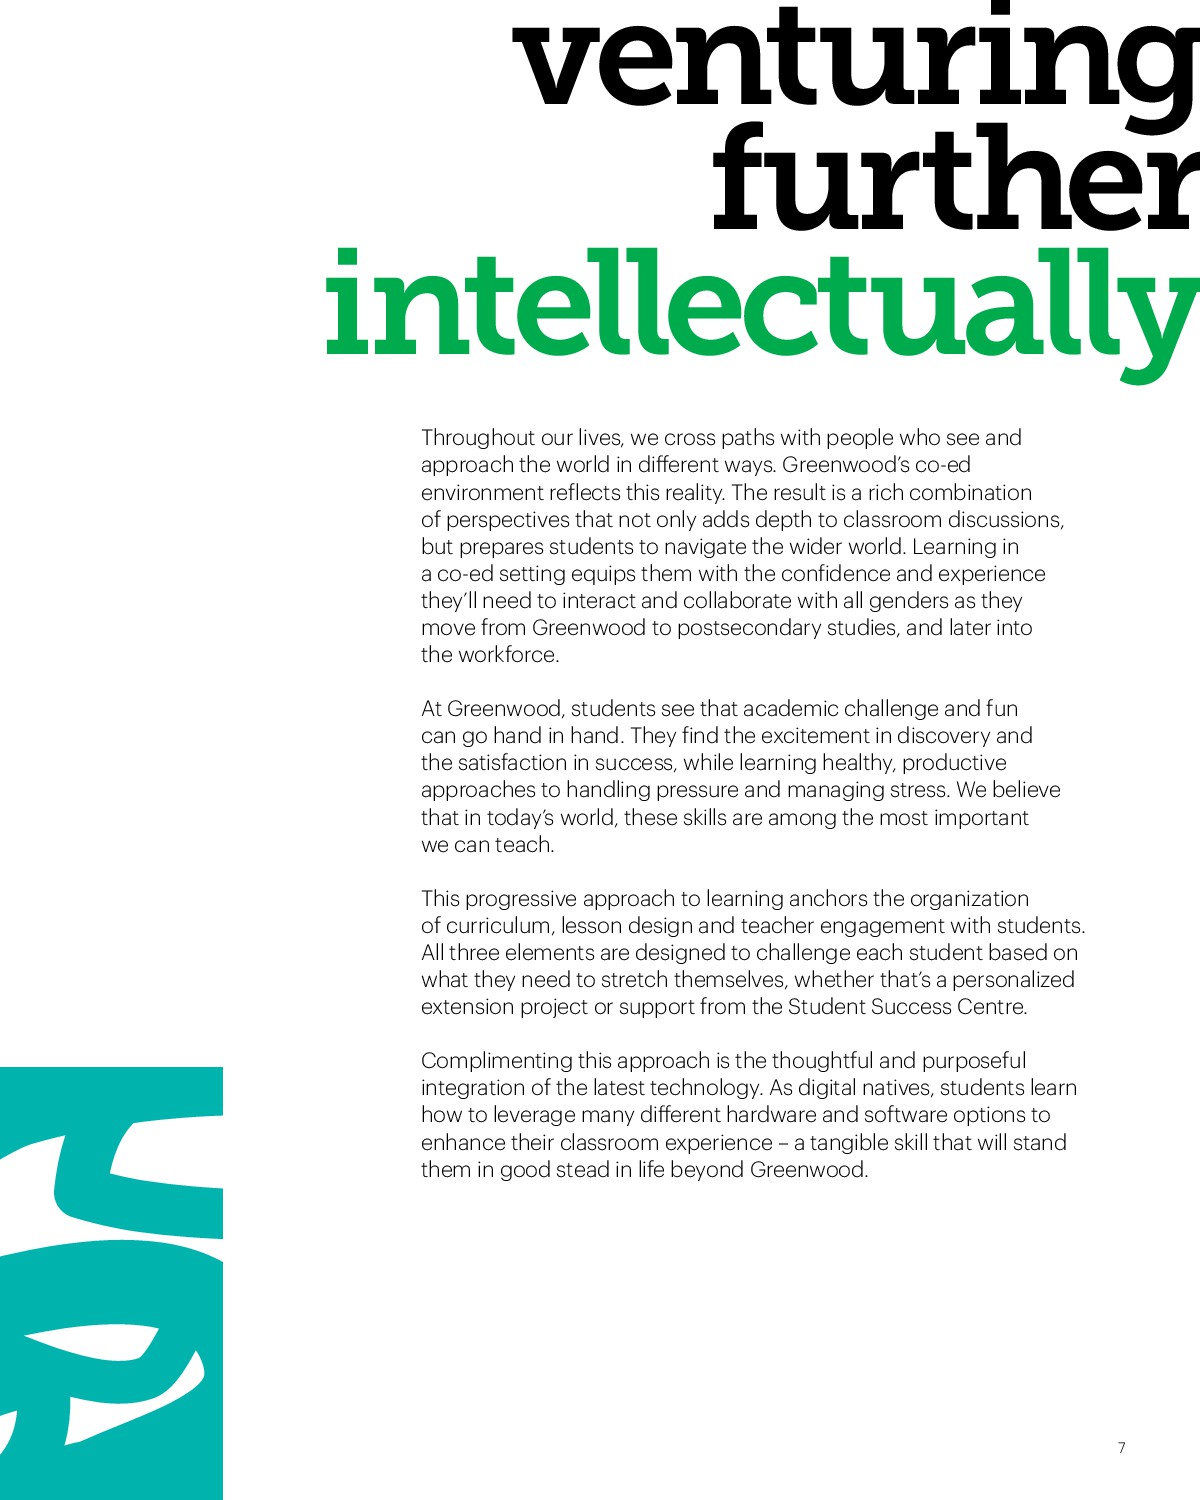 venturing
further
intellectually
Throughout our lives, we cross paths with people who see and
approach the world in different ways. Greenwood’s co-ed
environment reflects this reality. The result is a rich combination
of perspectives that not only adds depth to classroom discussions,
but prepares students to navigate the wider world. Learning in
a co-ed setting equips them with the confidence and experience
they’ll need to interact and collaborate with all genders as they
move from Greenwood to postsecondary studies, and later into
the workforce.
At Greenwood, students see that academic challenge and fun
can go hand in hand. They find the excitement in discovery and
the satisfaction in success, while learning healthy, productive
approaches to handling pressure and managing stress. We believe
that in today’s world, these skills are among the most important
we can teach.
This progressive approach to learning anchors the organization
of curriculum, lesson design and teacher engagement with students.
All three elements are designed to challenge each student based on
what they need to stretch themselves, whether that’s a personalized
extension project or support from the Student Success Centre.
Complimenting this approach is the thoughtful and purposeful
integration of the latest technology. As digital natives, students learn
how to leverage many different hardware and software options to
enhance their classroom experience – a tangible skill that will stand
them in good stead in life beyond Greenwood.
7